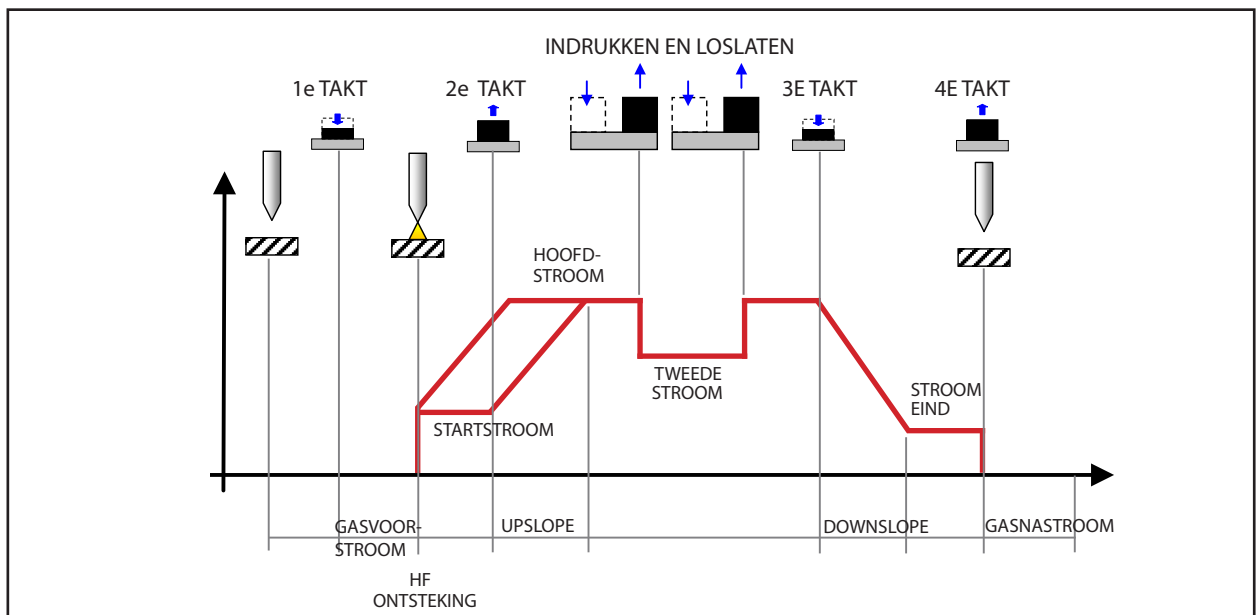 INDRUKKEN EN LOSLATEN
1e TAKT
2e TAKT
3E TAKT
4E TAKT
HOOFD-
STROOM
TWEEDE
STROOM
STROOM
EIND
STARTSTROOM
GASVOOR-
STROOM
UPSLOPE
DOWNSLOPE
GASNASTROOM
HF
ONTSTEKING